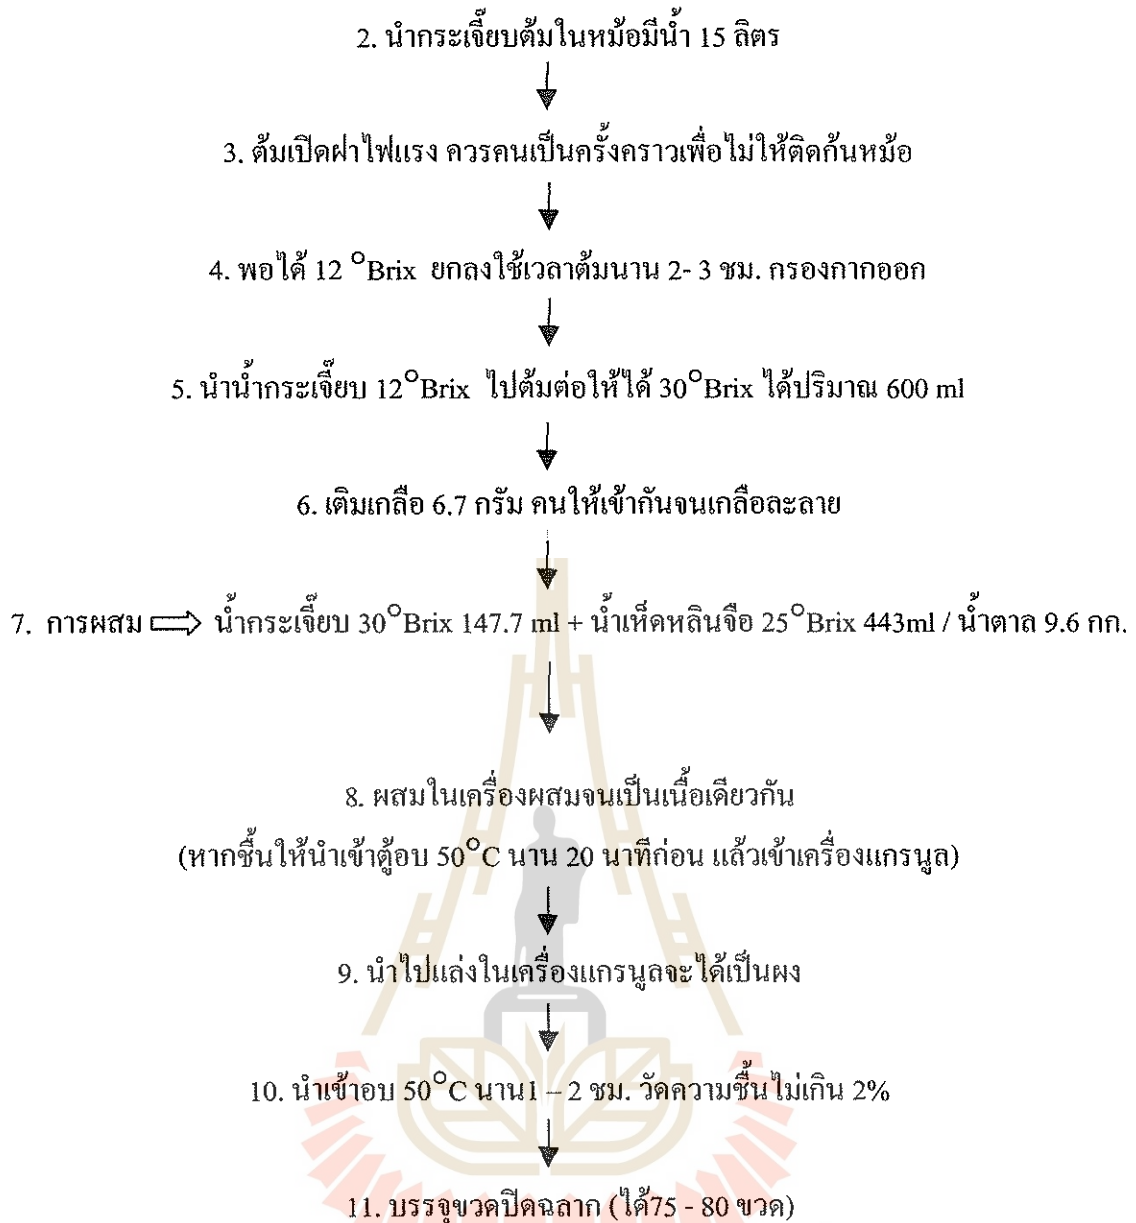 2. นำกระเจี๊ยบต้มในหม้อมีน้ำ 15 ลิตร
3. ต้มเปิดฝาไฟแรง ควรคนเป็นครั้งคราวเพื่อไม่ให้ติดก้นหม้อ
4. พอได้ 12 °Brix ยกลงใช้เวลาต้มนาน 2- 3 ชม. กรองกากออก
5. นำน้ำกระเจี๊ยบ 12°Brix ไปต้มต่อให้ได้ 30°Brix ได้ปริมาณ 600 ml
6. เติมเกลือ 6.7 กรัม คนให้เข้ากันจนเกลือละลาย
7. การผสม ⇨ น้ำกระเจี๊ยบ 30°Brix 147.7 ml + น้ำเห็ดหลินจือ 25°Brix 443ml / น้ำตาล 9.6 กก.
8. ผสมในเครื่องผสมจนเป็นเนื้อเดียวกัน
(หากชื้นให้นำเข้าตู้อบ 50°C นาน 20 นาทีก่อน แล้วเข้าเครื่องแกรนูล)
9. นำไปแล่งในเครื่องแกรนูลจะได้เป็นผง
10. นำเข้าอบ 50°C นาน1 – 2 ชม. วัดความชื้นไม่เกิน 2%
11. บรรจุขวดปิดฉลาก (ได้75 - 80 ขวด)